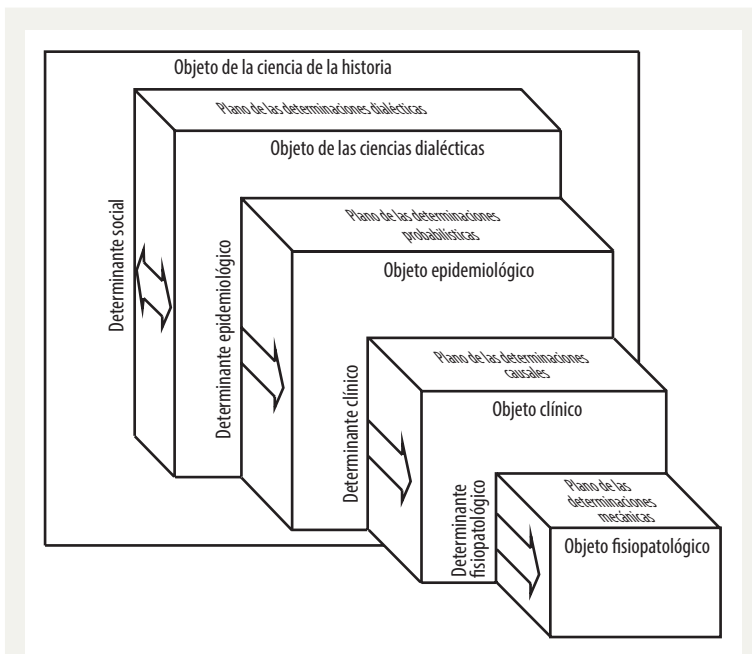 Objeto de la ciencia de la historia
Plano de las determinaciones dialécticas
Objeto de las ciencias dialécticas
Determinante social
Plano de las determinaciones
probabilísticas
Determinante epidemiológico
Objeto epidemiológico
Plano de las determinaciones
causales
Determinante clínico
Objeto clínico
Plano de las
determinaciones
mecánicas
Determinante
fisiopatológico
Objeto fisiopatológico